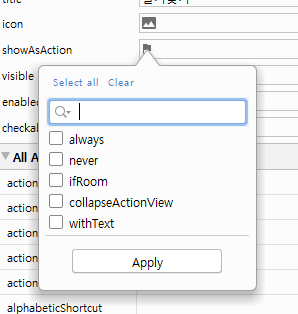 title
icon
showAsAction
visible
Select all Clear
enabled
always
checkab
never
All A
ifRoom
action
collapseActionView
action
withText
action
action
Apply
action
alphabeticShortcut